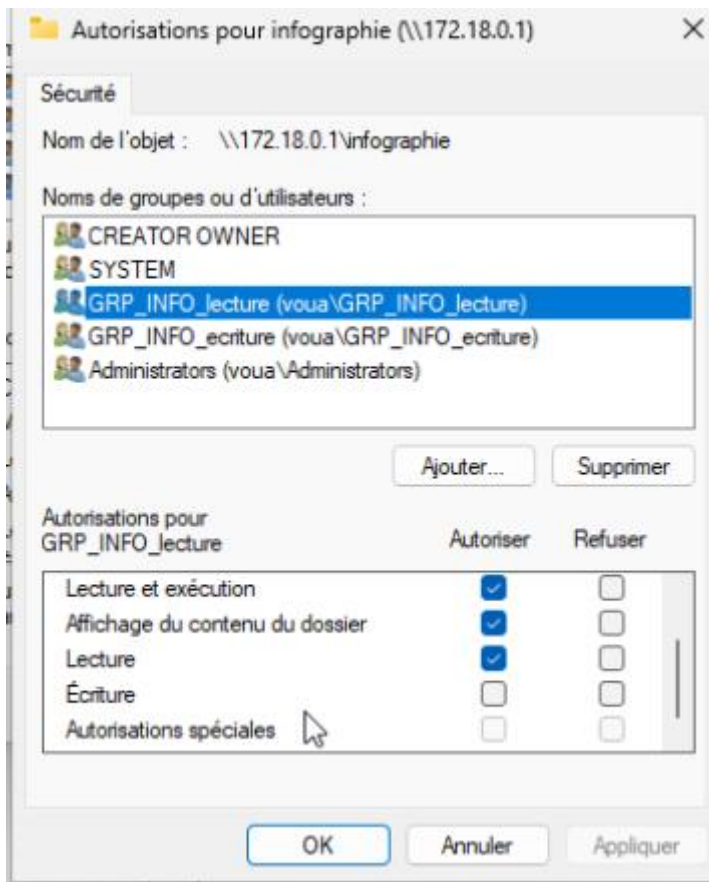 Autorisations pour infographie (\\172.18.0.1)
Sécurité
Nom de l'objet : \\172.18.0.1\infographie
Noms de groupes ou d'utilisateurs :
CREATOR OWNER
SYSTEM
GRP_INFO_lecture (voua\GRP_INFO_lecture)
GRP_INFO_ecriture (voua\GRP_INFO_ecriture)
Administrators (voua\Administrators)
Ajouter... Supprimer
Autorisations pour
GRP_INFO_lecture Autoriser Refuser
Lecture et exécution
Affichage du contenu du dossier
Lecture
Écriture
Autorisations spéciales
OK Annuler Appliquer